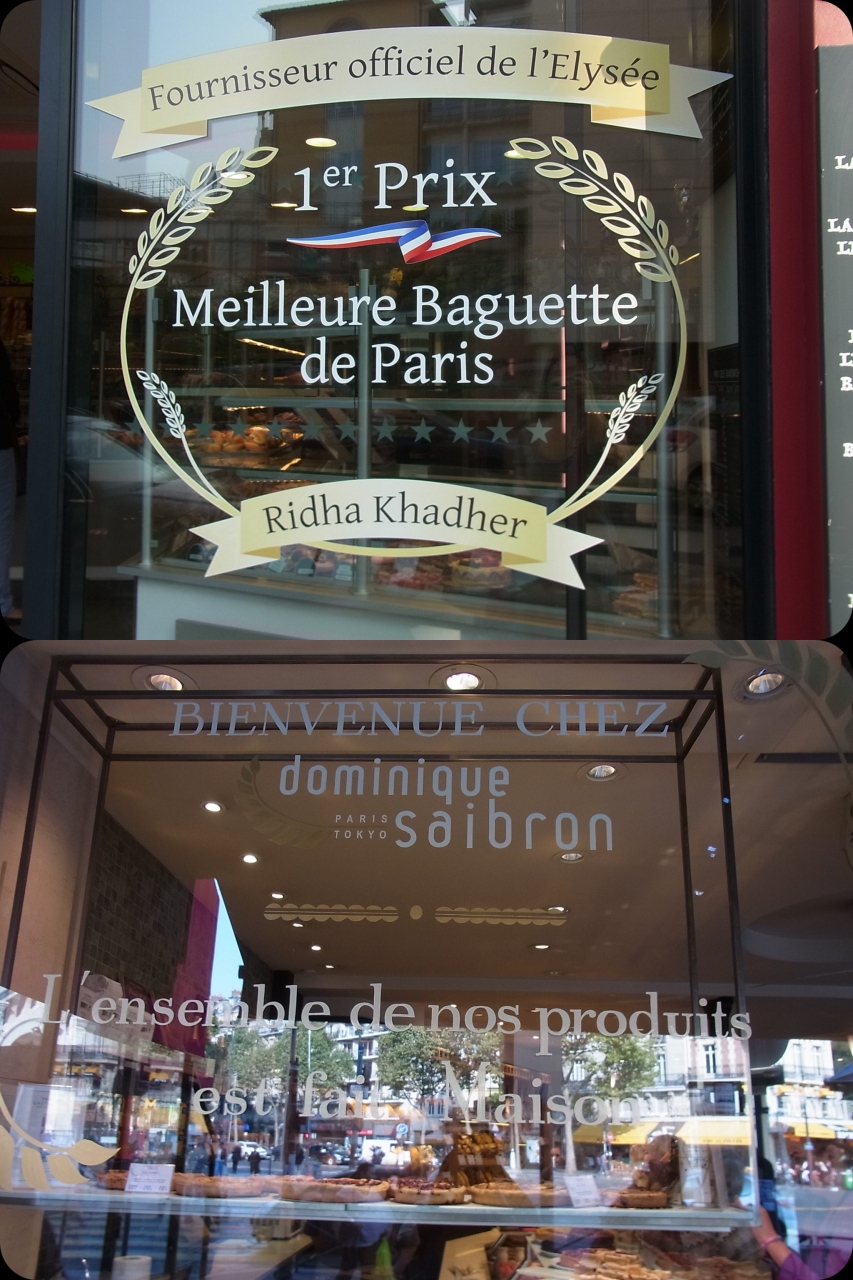 Fournisseur officiel de l'Elysée
1er Prix
Meilleure Baguette
de Paris
Ridha Khadher
BIENVENUE CHEZ
dominique
PARIS
TOKYO
saibron
L'ensemble de nos produits
est fait Maison